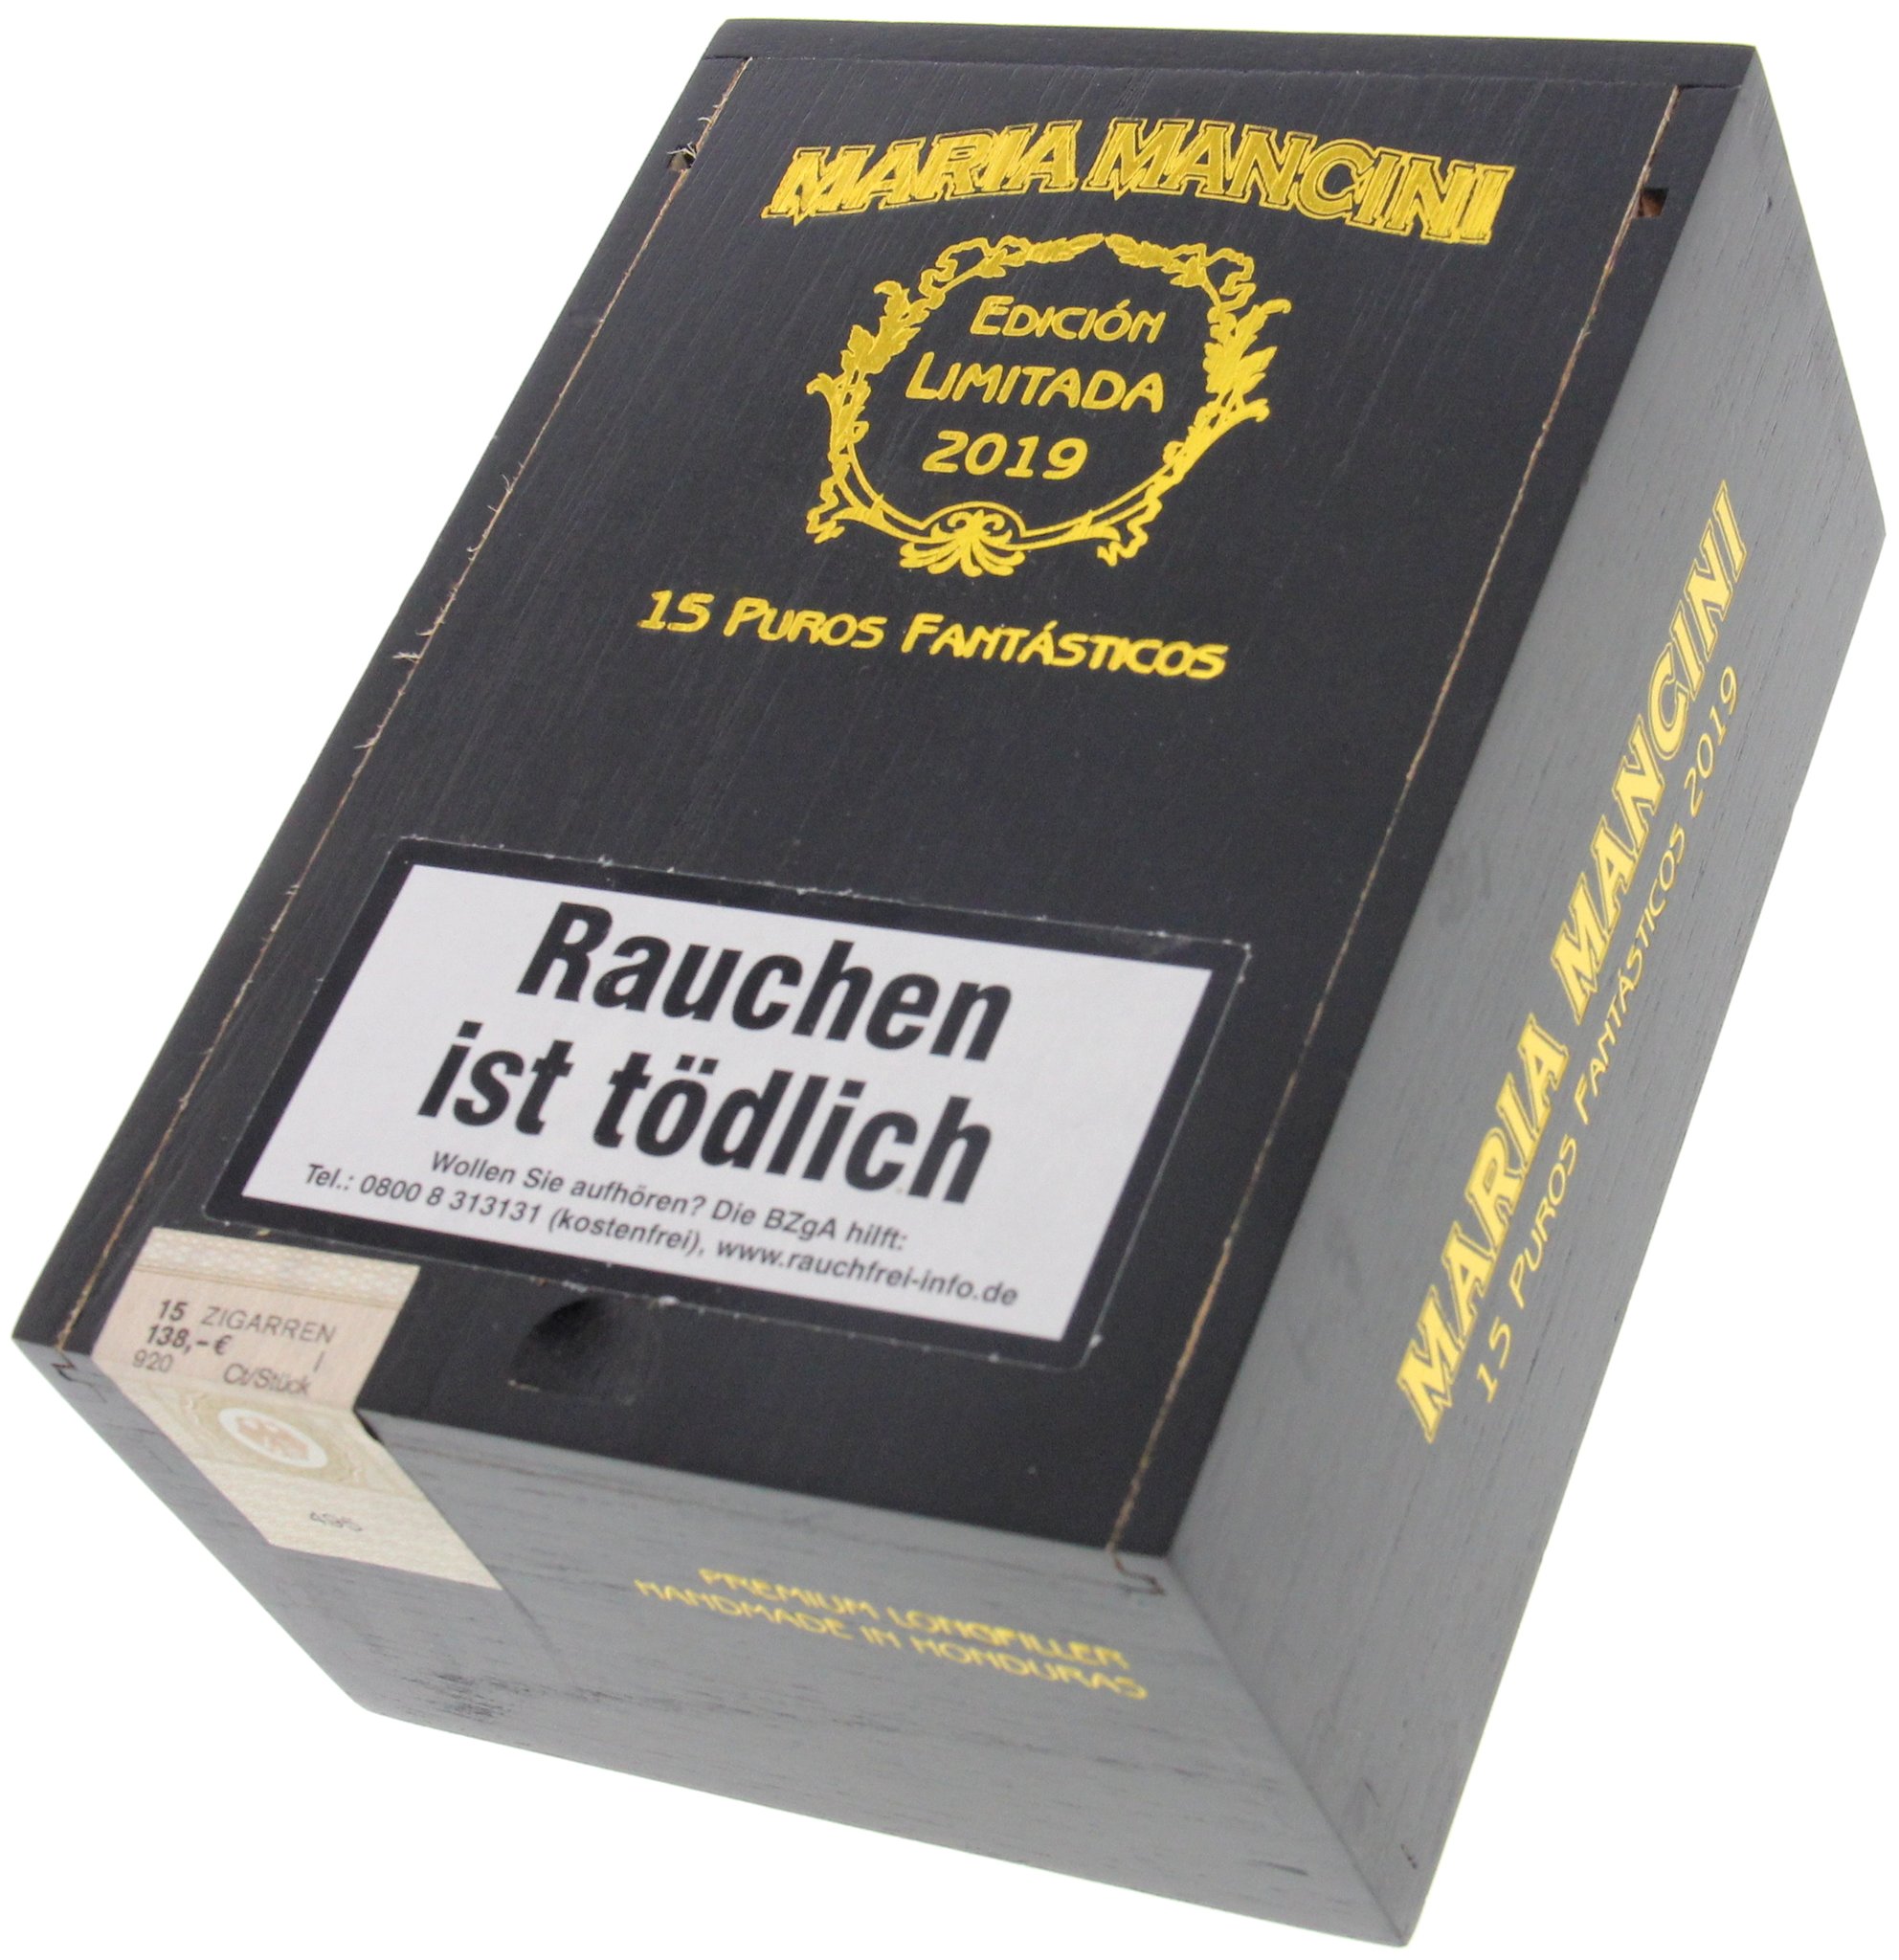 MARIA MANCINI
EDICIÓN
LIMITADA
2019
15 PUROS FANTÁSTICOS
Rauchen
ist tödlich
Wollen Sie aufhören? Die BZgA hilft:
Tel.: 0800 8 313131 (kostenfrei), www.rauchfrei-info.de
15 ZIGARREN
138,- €
920 Ct/Stück
495
PREMIUM LONGFILLER
HANDMADE IN HONDURAS
MARIA MANCINI
15 PUROS FANTÁSTICOS 2019